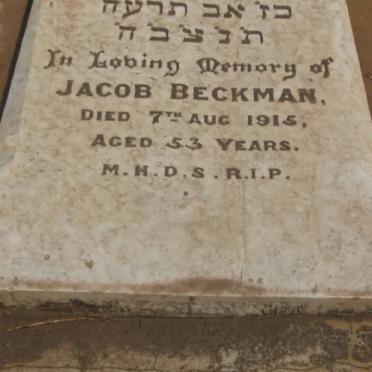 כז אב תרעה
תנצבה
In Loving Memory of
JACOB BECKMAN,
DIED 7TH AUG 1915,
AGED 53 YEARS.
M.H.D.S.R.I.P.